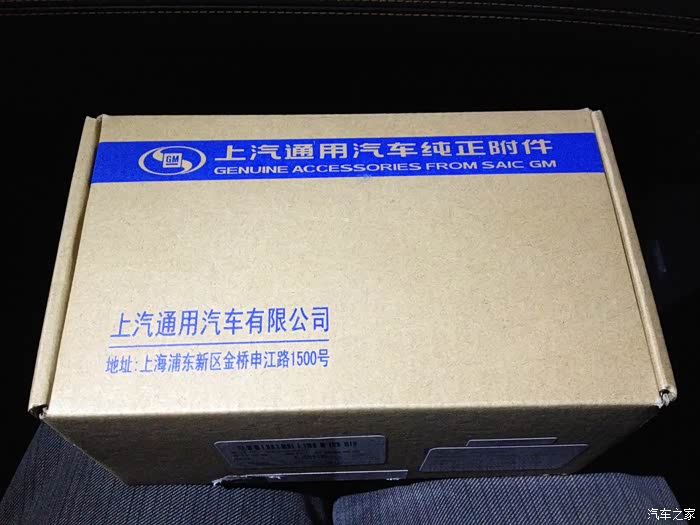 GM
上汽通用汽车纯正附件
GENUINE ACCESSORIES FROM SAIC GM
上汽通用汽车有限公司
地址:上海浦东新区金桥申江路1500号
汽车之家